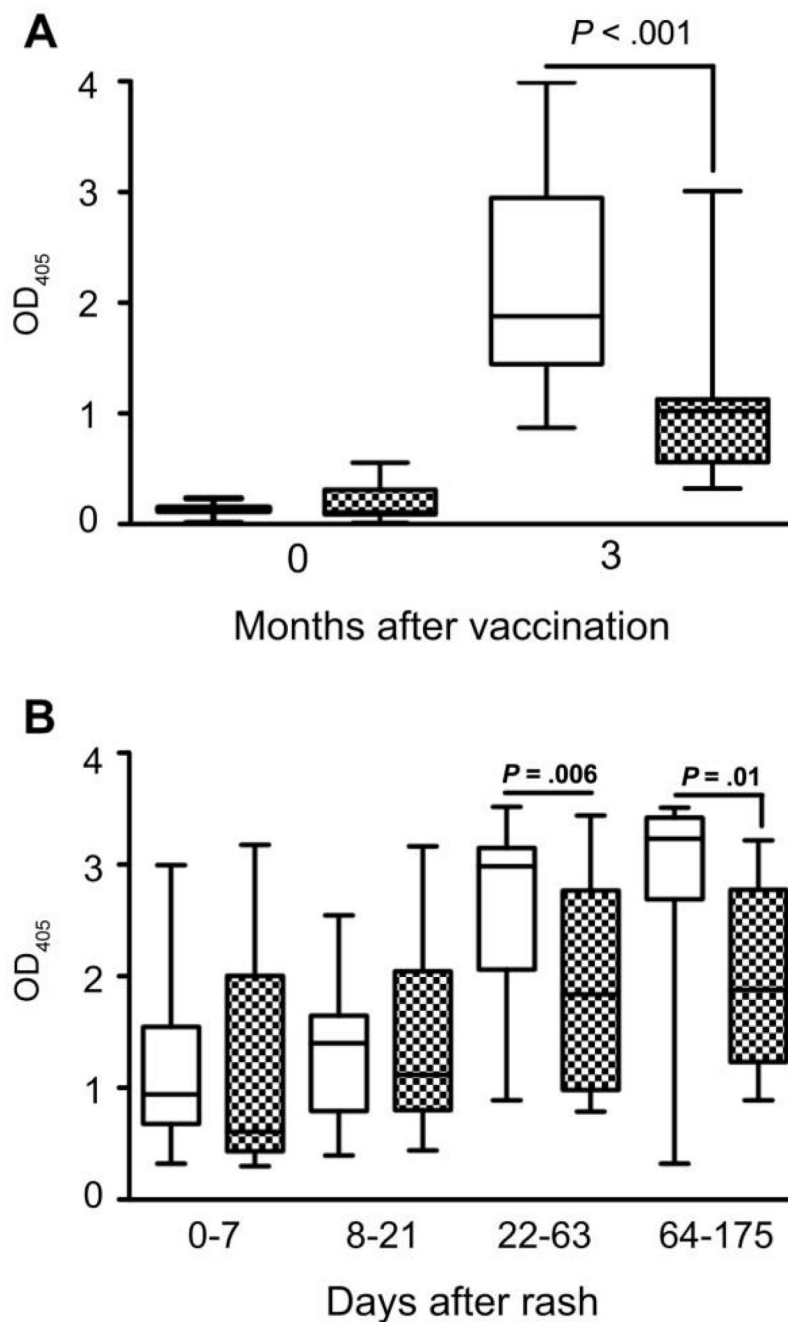 A
P < .001
4
3
2
1
0
OD405
0 3
Months after vaccination
B
4
3
2
1
0
OD405
P = .006 P = .01
0-7 8-21 22-63 64-175
Days after rash